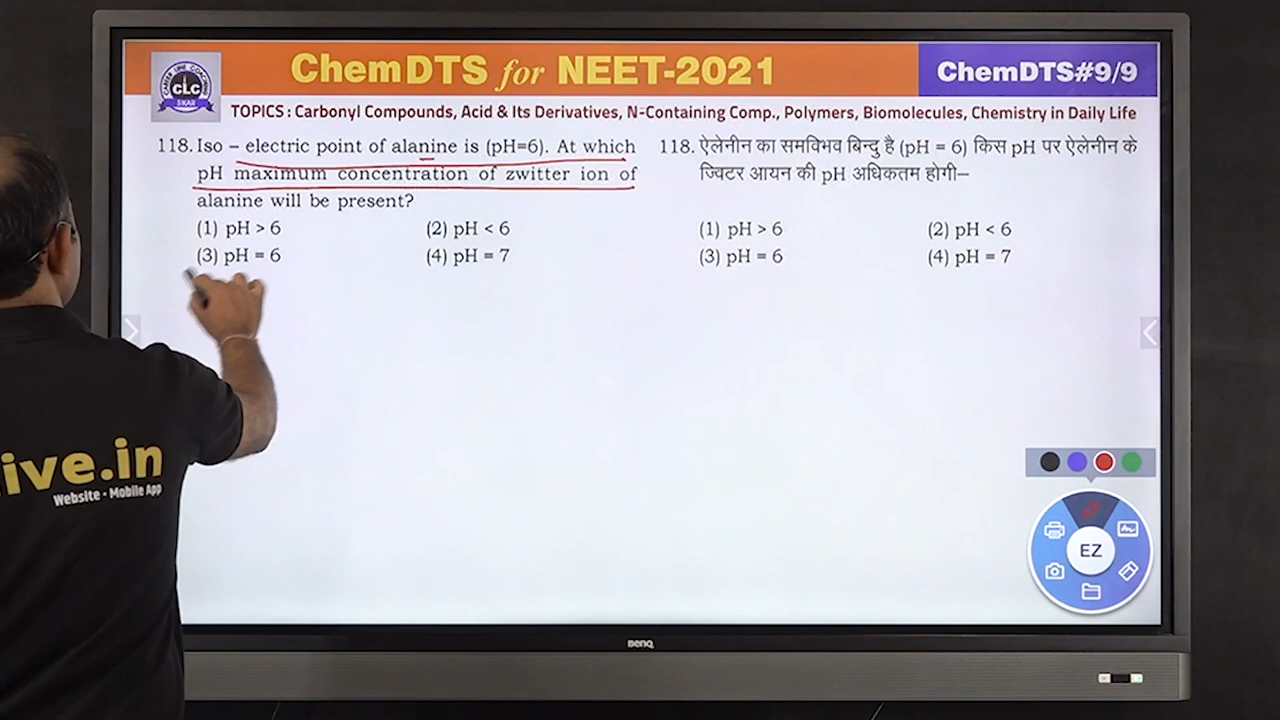 ChemDTS for NEET-2021
ChemDTS#9/9
CLC
SIKAR
TOPICS : Carbonyl Compounds, Acid & Its Derivatives, N-Containing Comp., Polymers, Biomolecules, Chemistry in Daily Life
118. Iso – electric point of alanine is (pH=6). At which
pH maximum concentration of zwitter ion of
alanine will be present?
(1) pH > 6 (2) pH < 6
(3) pH = 6 (4) pH = 7
118. ऐलेनीन का समविभव बिन्दु है (pH = 6) किस pH पर ऐलेनीन के
ज्विटर आयन की pH अधिकतम होगी–
(1) pH > 6 (2) pH < 6
(3) pH = 6 (4) pH = 7
live.in
Website - Mobile App
EZ
BenQ